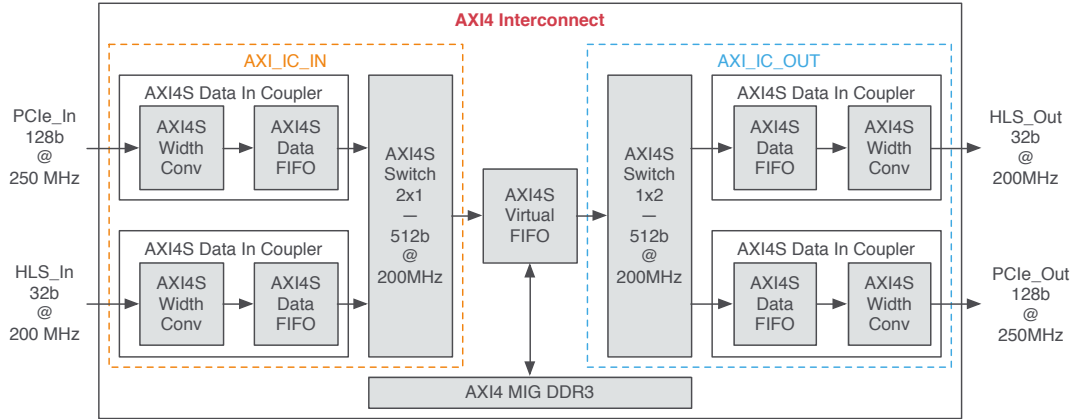 AXI4 Interconnect
AXI_IC_IN
AXI_IC_OUT
PCIe_In
128b
@
250 MHz
AXI4S Data In Coupler
AXI4S
Width
Conv
AXI4S
Data
FIFO
HLS_In
32b
@
200 MHz
AXI4S Data In Coupler
AXI4S
Width
Conv
AXI4S
Data
FIFO
AXI4S
Switch
2x1
—
512b
@
200MHz
AXI4S
Virtual
FIFO
AXI4 MIG DDR3
AXI4S
Switch
1x2
—
512b
@
200MHz
AXI4S Data In Coupler
AXI4S
Data
FIFO
AXI4S
Width
Conv
HLS_Out
32b
@
200MHz
AXI4S Data In Coupler
AXI4S
Data
FIFO
AXI4S
Width
Conv
PCIe_Out
128b
@
250MHz